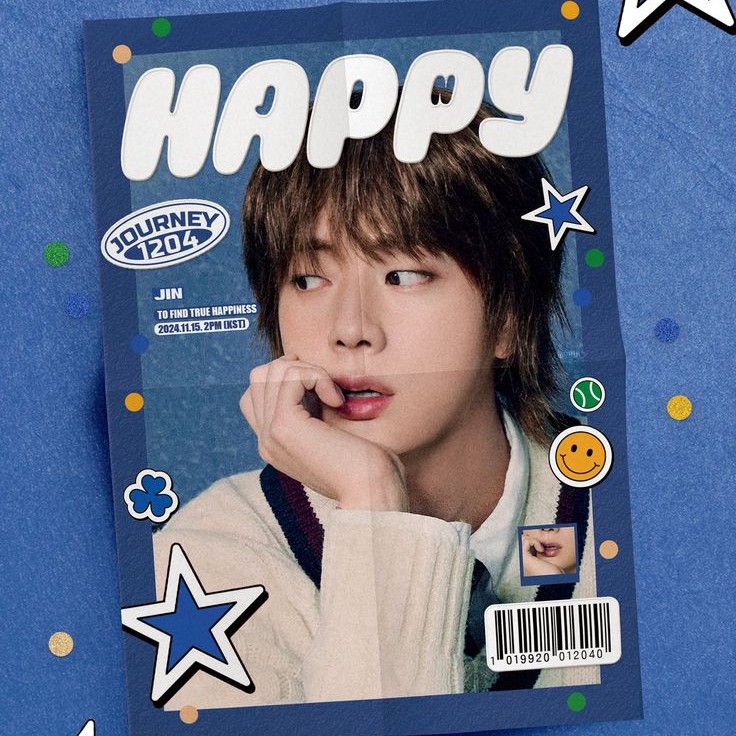 HAPPY
JOURNEY
1204
JIN
TO FIND TRUE HAPPINESS
2024.11.15. 2PM (KST)
1 019920 012040